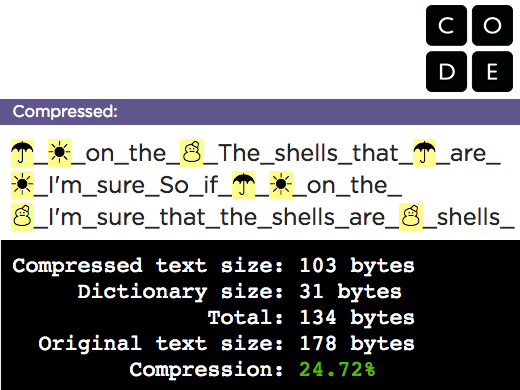 C O
D E
Compressed:
☂_☀_on_the_☃_The_shells_that_☂_are_
☀_I'm_sure_So_if_☂_☀_on_the_
☃_I'm_sure_that_the_shells_are_☃_shells_
Compressed text size: 103 bytes
Dictionary size: 31 bytes
Total: 134 bytes
Original text size: 178 bytes
Compression: 24.72%